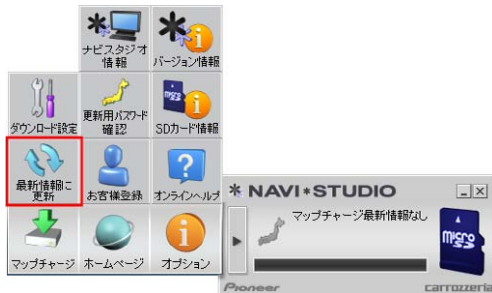 ナビスタジオ
情報
バージョン情報
ダウンロード設定
更新用パスワード
確認
SDカード情報
最新情報に
更新
お客様登録
オンラインヘルプ
マップチャージ
ホームページ
オプション
NAVI*STUDIO
マップチャージ最新情報なし
micro
Pioneer
carrozzeria